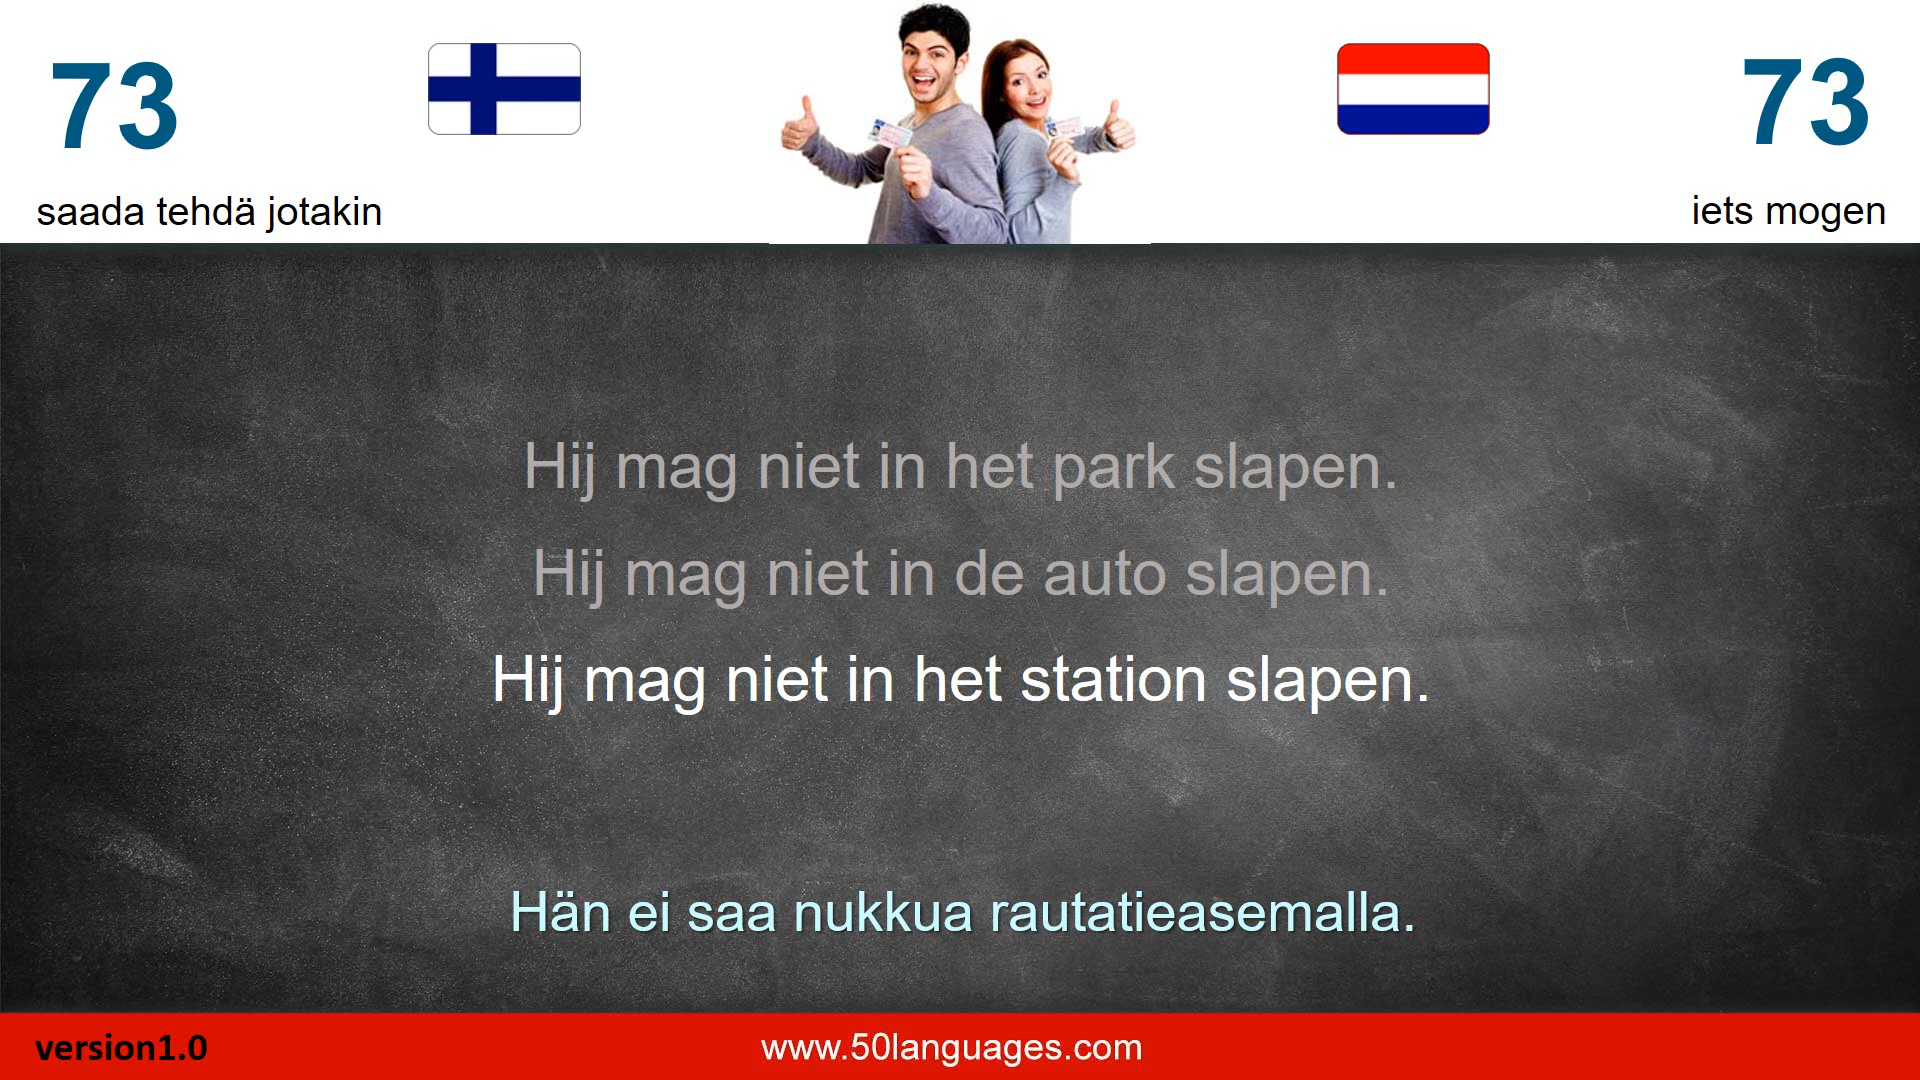 73
73
saada tehdä jotakin
iets mogen
Hij mag niet in het park slapen.
Hij mag niet in de auto slapen.
Hij mag niet in het station slapen.
Hän ei saa nukkua rautatieasemalla.
version1.0
www.50languages.com